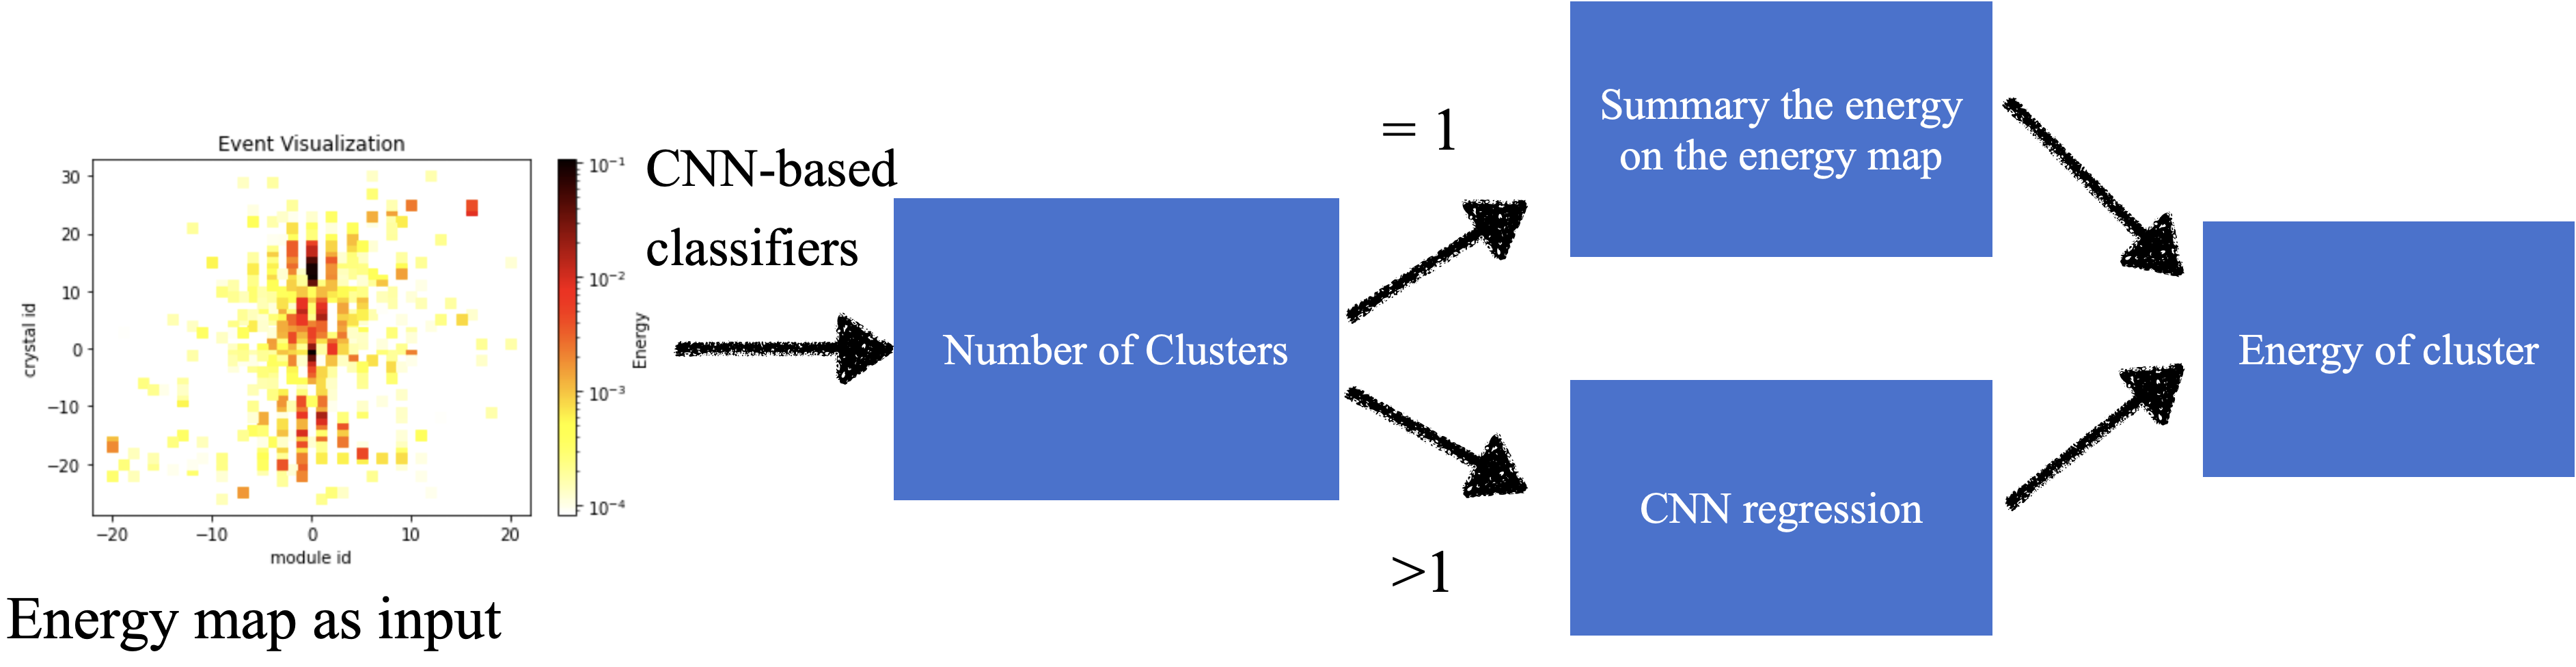 Event Visualization
30
20
10
0
−10
−20
crystal id
−20
−10
0
10
20
module id
10⁻¹
10⁻²
10⁻³
10⁻⁴
Energy
Energy map as input
CNN-based
classifiers
Number of Clusters
= 1
>1
Summary the energy
on the energy map
CNN regression
Energy of cluster